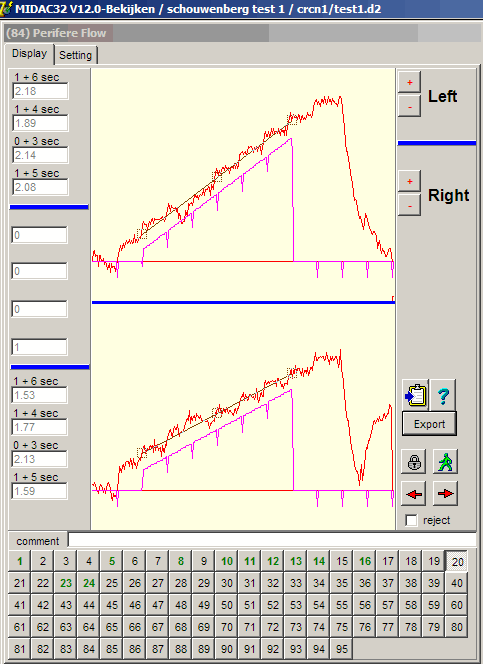 MIDAC32 V12.0-Bekijken / schouwenberg test 1 / crcn1/test1.d2
(84) Perifere Flow
Display Setting
1 + 6 sec
2.18
1 + 4 sec
1.89
0 + 3 sec
2.14
1 + 5 sec
2.08
0
0
0
1
1 + 6 sec
1.53
1 + 4 sec
1.77
0 + 3 sec
2.13
1 + 5 sec
1.59
+
-
Left
+
-
Right
?
Export
reject
comment
1 2 3 4 5 6 7 8 9 10 11 12 13 14 15 16 17 18 19 20
21 22 23 24 25 26 27 28 29 30 31 32 33 34 35 36 37 38 39 40
41 42 43 44 45 46 47 48 49 50 51 52 53 54 55 56 57 58 59 60
61 62 63 64 65 66 67 68 69 70 71 72 73 74 75 76 77 78 79 80
81 82 83 84 85 86 87 88 89 90 91 92 93 94 95